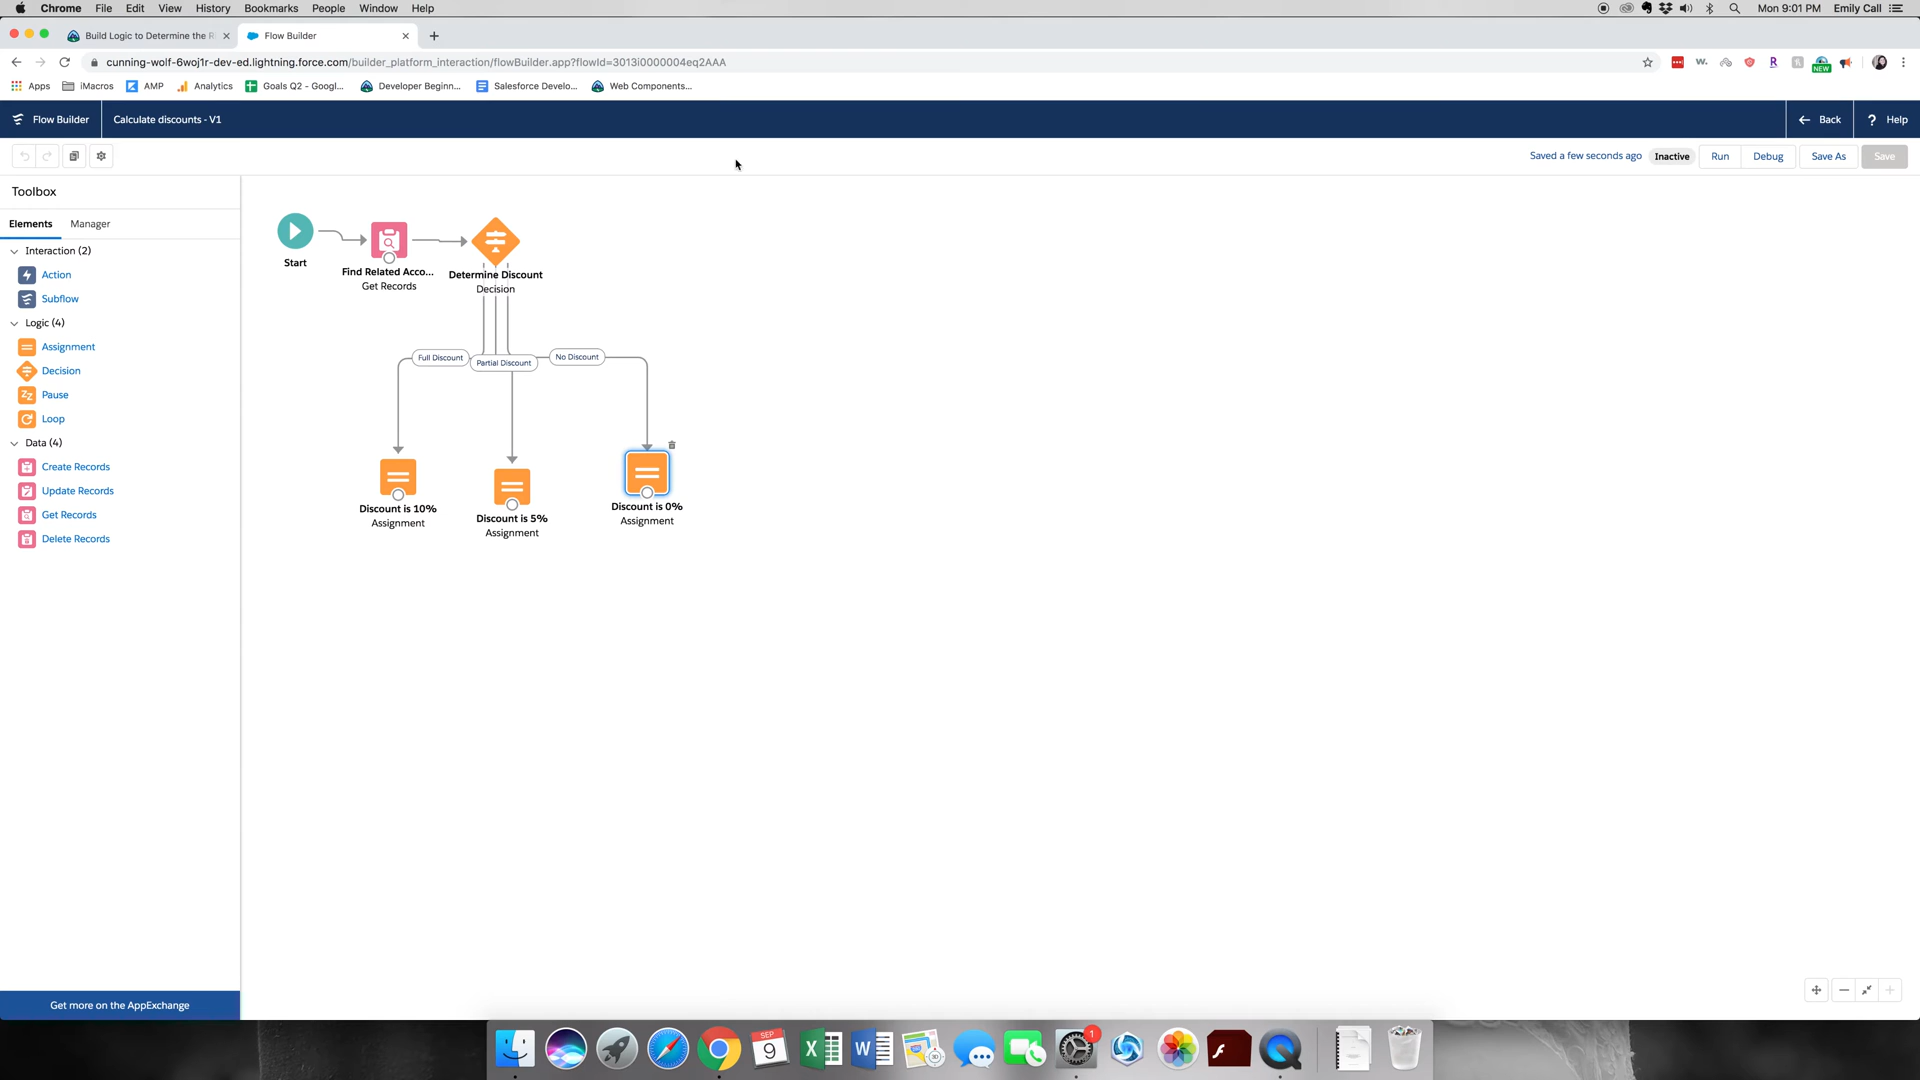 Chrome File Edit View History Bookmarks People Window Help
Mon 9:01 PM Emily Call
Build Logic to Determine the R
Flow Builder
cunning-wolf-6woj1r-dev-ed.lightning.force.com/builder_platform_interaction/flowBuilder.app?flowId=3013i0000004eq2AAA
NEW
Apps iMacros AMP Analytics Goals Q2 - Googl... Developer Beginn... Salesforce Develo... Web Components...
Flow Builder Calculate discounts - V1 Back ? Help
Saved a few seconds ago Inactive Run Debug Save As Save
Toolbox
Elements Manager
Interaction (2)
Action
Subflow
Logic (4)
Assignment
Decision
Pause
Loop
Data (4)
Create Records
Update Records
Get Records
Delete Records
Get more on the AppExchange
Start
Find Related Acco...
Get Records
Determine Discount
Decision
Full Discount
Partial Discount
No Discount
Discount is 10%
Assignment
Discount is 5%
Assignment
Discount is 0%
Assignment
SEP
9
1